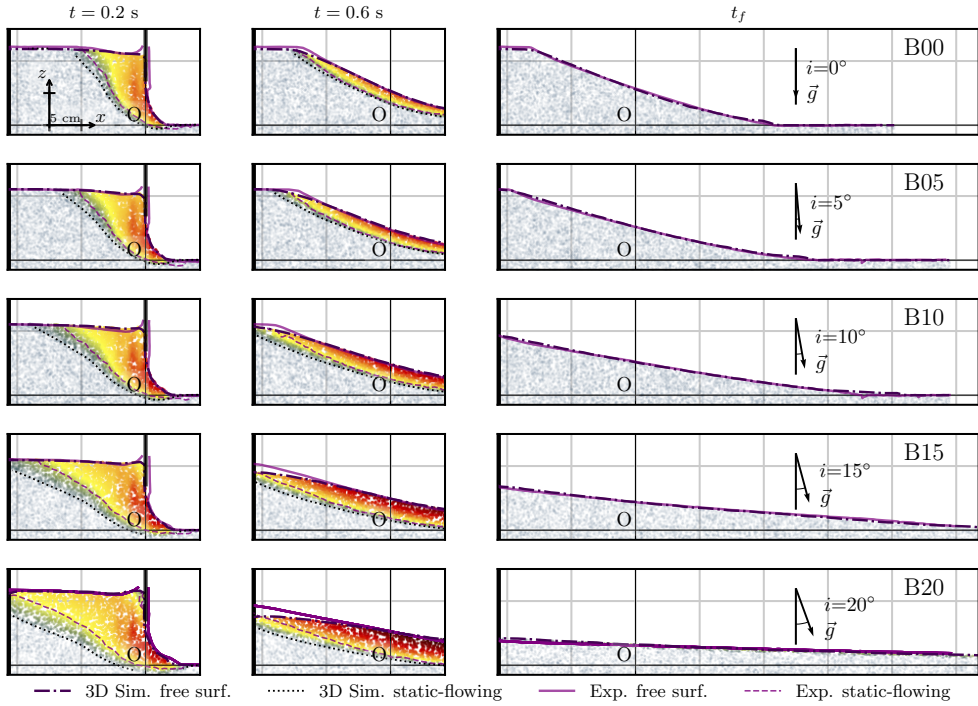 t = 0.2 s
t = 0.6 s
t_f
z
5 cm
x
O
O
O
B00
i=0°
g⃗
O
O
O
B05
i=5°
g⃗
O
O
O
B10
i=10°
g⃗
O
O
O
B15
i=15°
g⃗
O
O
O
B20
i=20°
g⃗
3D Sim. free surf.
3D Sim. static-flowing
Exp. free surf.
Exp. static-flowing